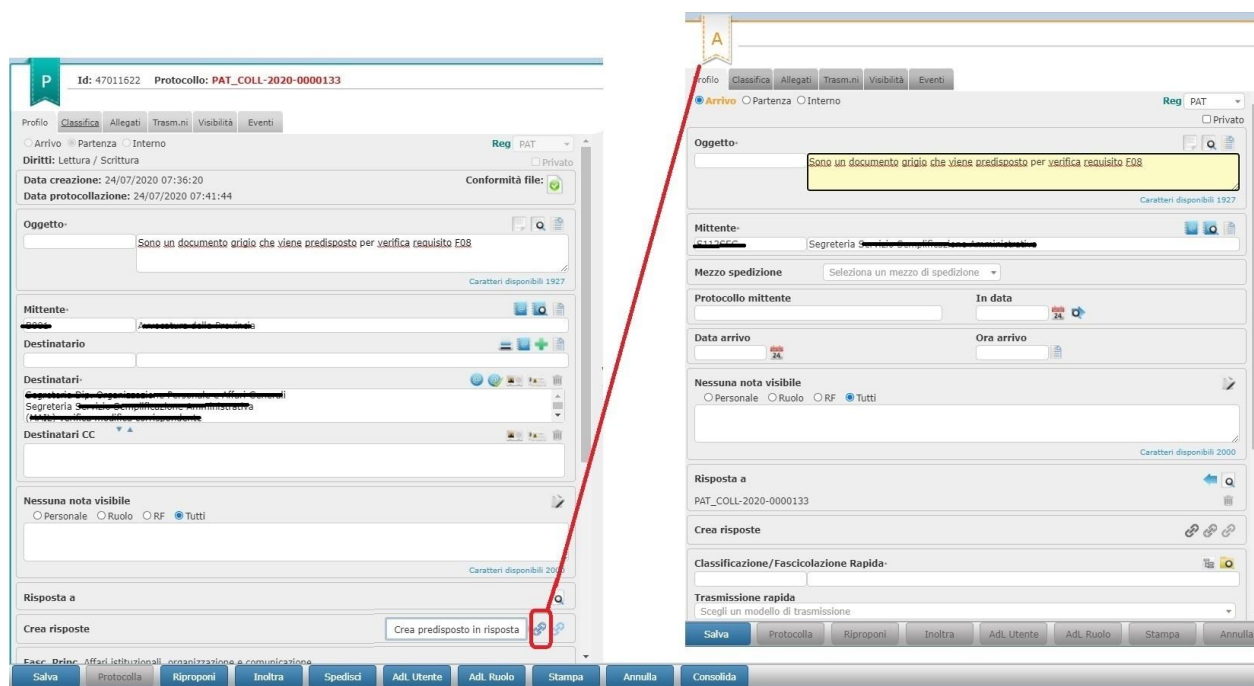 P
Id: 47011622 Protocollo: PAT_COLL-2020-0000133
Profilo Classifica Allegati Trasm.ni Visibilità Eventi
Arrivo Partenza Interno Reg PAT
Diritti: Lettura / Scrittura Privato
Data creazione: 24/07/2020 07:36:20 Conformità file:
Data protocollazione: 24/07/2020 07:41:44
Oggetto*
Sono un documento grigio che viene predisposto per verifica requisito F08
Caratteri disponibili 1927
Mittente*
Destinatario
Destinatari*
Segreteria
Destinatari CC
Nessuna nota visibile
Personale Ruolo RF Tutti
Caratteri disponibili 2000
Risposta a
Crea risposte Crea predisposto in risposta
Fasc. Princ. Affari istituzionali, organizzazione e comunicazione
Salva Protocolla Riproponi Inoltra Spedisci AdL Utente AdL Ruolo Stampa Annulla Consolida
A
Profilo Classifica Allegati Trasm.ni Visibilità Eventi
Arrivo Partenza Interno Reg PAT
Privato
Oggetto*
Sono un documento grigio che viene predisposto per verifica requisito F08
Caratteri disponibili 1927
Mittente*
Segreteria
Mezzo spedizione Seleziona un mezzo di spedizione
Protocollo mittente In data
24
Data arrivo Ora arrivo
24
Nessuna nota visibile
Personale Ruolo RF Tutti
Caratteri disponibili 2000
Risposta a
PAT_COLL-2020-0000133
Crea risposte
Classificazione/Fascicolazione Rapida*
Trasmissione rapida
Scegli un modello di trasmissione
Salva Protocolla Riproponi Inoltra AdL Utente AdL Ruolo Stampa Annulla